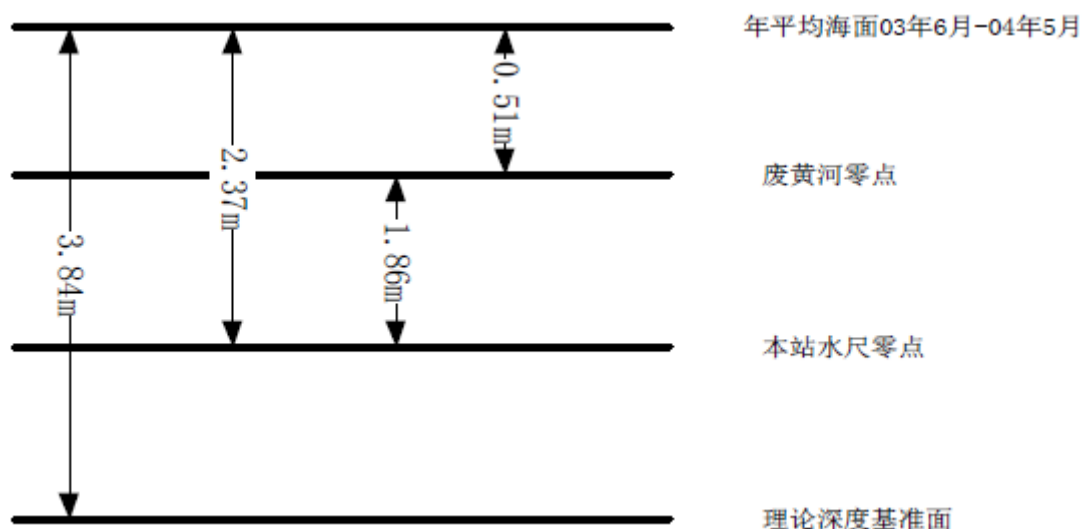 年平均海面03年6月-04年5月
0.51m
废黄河零点
2.37m
1.86m
3.84m
本站水尺零点
理论深度基准面